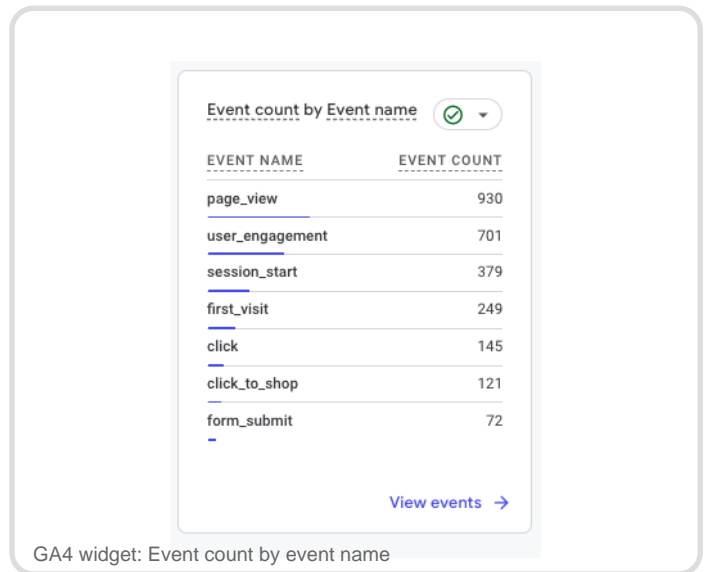 Event count by Event name
EVENT NAME EVENT COUNT
page_view 930
user_engagement 701
session_start 379
first_visit 249
click 145
click_to_shop 121
form_submit 72
View events →
GA4 widget: Event count by event name